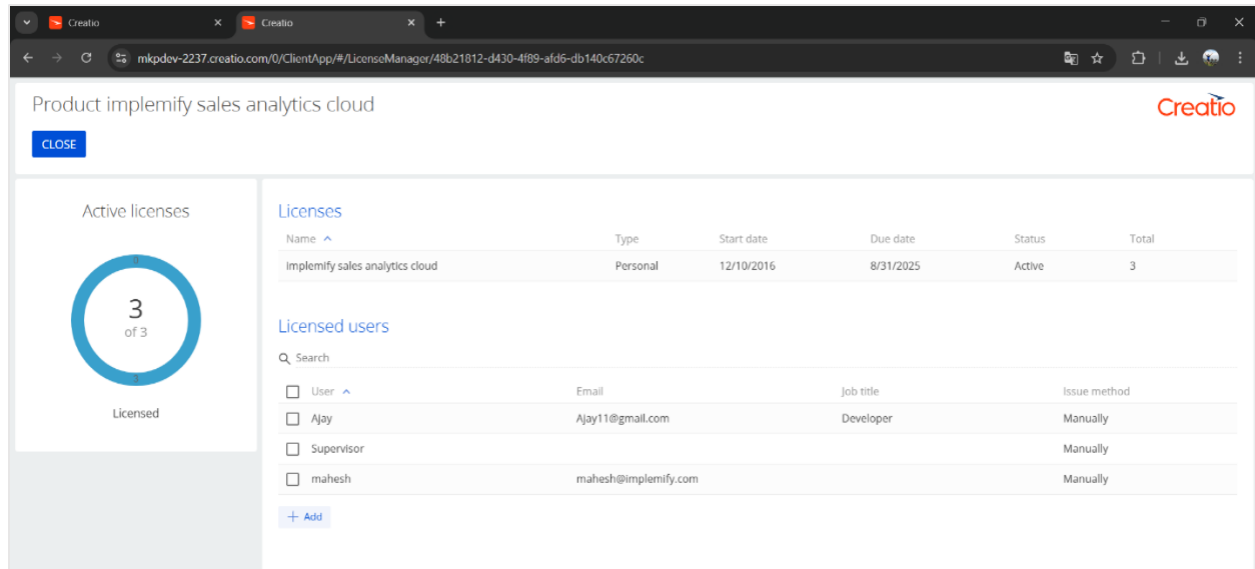 Creatio
Creatio
mkpdev-2237.creatio.com/0/ClientApp/#/LicenseManager/48b21812-d430-4f89-afd6-db140c67260c
Product implemify sales analytics cloud
Creatio
CLOSE
Active licenses
0
3
of 3
3
Licensed
Licenses
Name Type Start date Due date Status Total
implemify sales analytics cloud Personal 12/10/2016 8/31/2025 Active 3
Licensed users
Search
User Email Job title Issue method
Ajay Ajay11@gmail.com Developer Manually
Supervisor Manually
mahesh mahesh@implemify.com Manually
+ Add